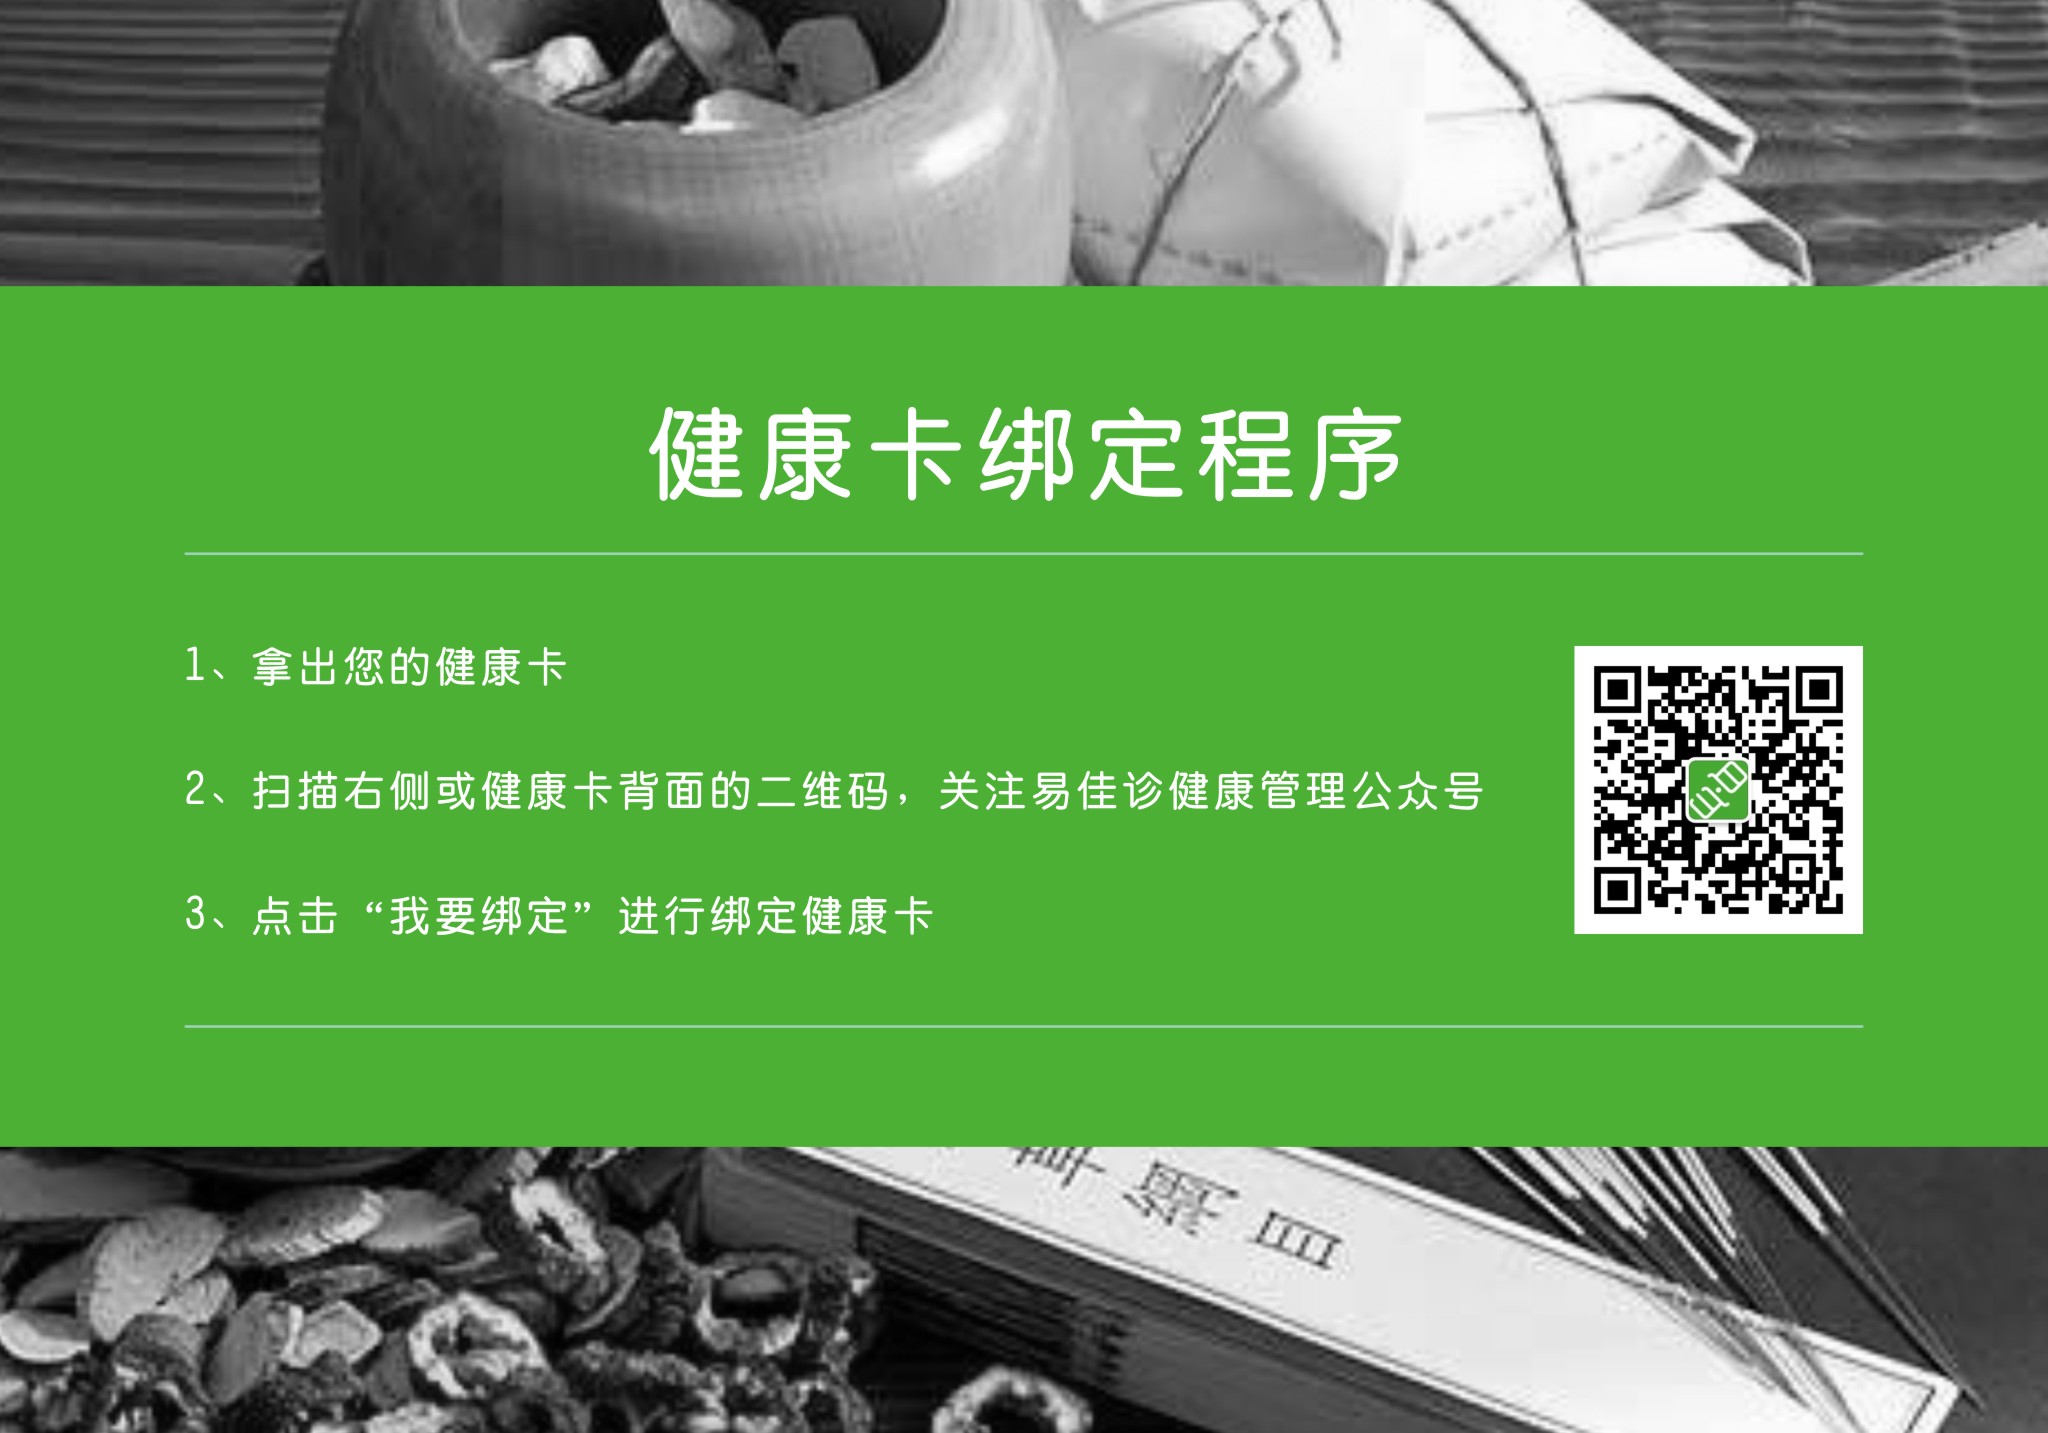 健康卡绑定程序
1、拿出您的健康卡
2、扫描右侧或健康卡背面的二维码，关注易佳诊健康管理公众号
3、点击“我要绑定”进行绑定健康卡